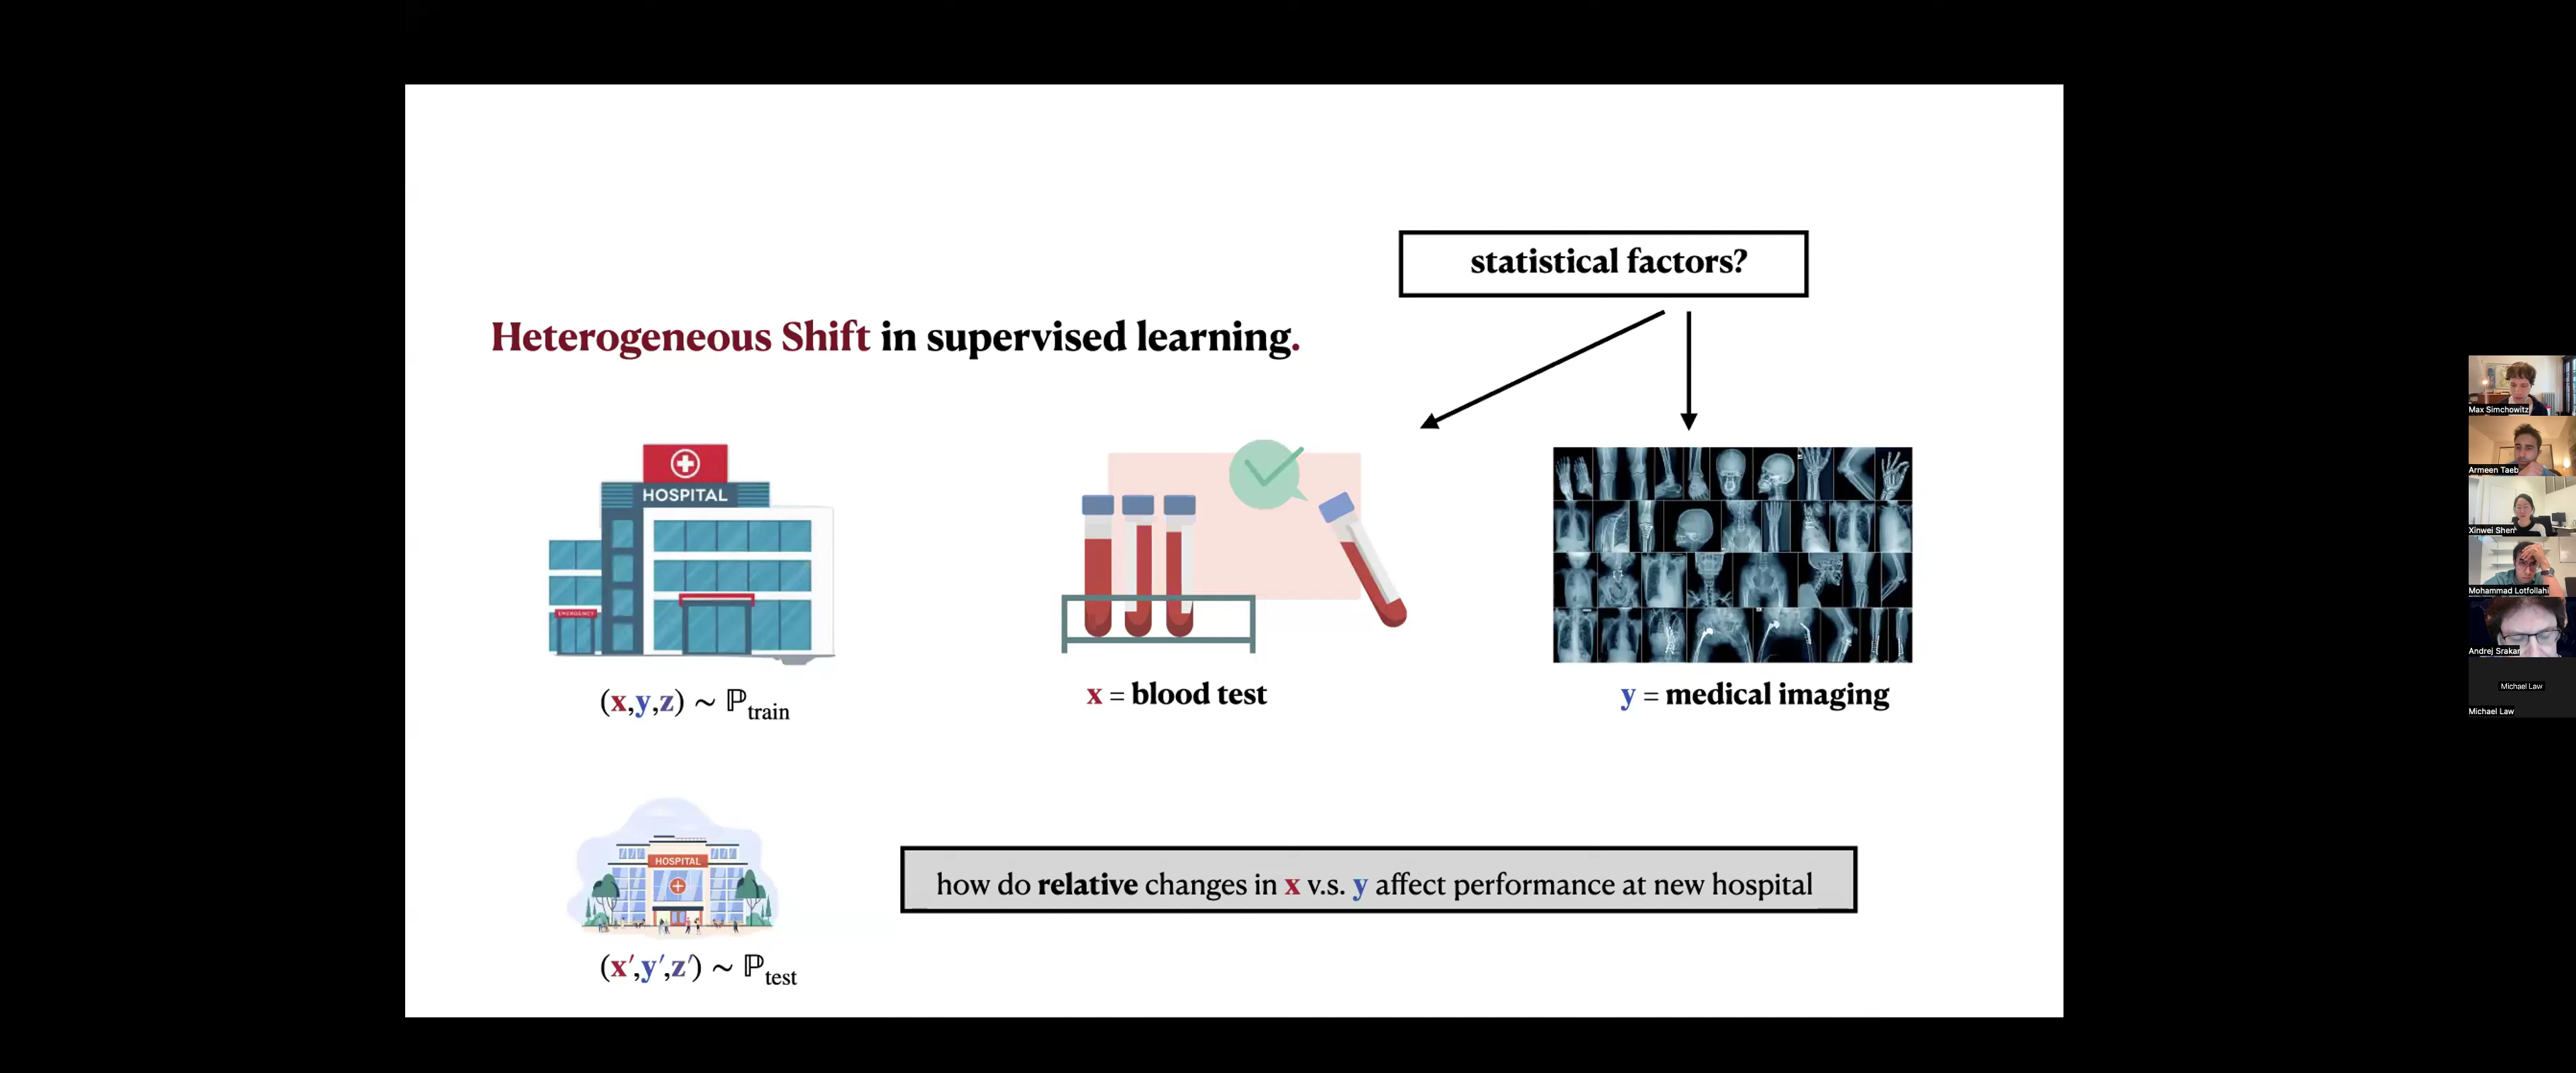 statistical factors?
Heterogeneous Shift in supervised learning.
HOSPITAL
EMERGENCY
(x,y,z) ∼ ℙtrain
x = blood test
y = medical imaging
HOSPITAL
how do relative changes in x v.s. y affect performance at new hospital
(x′,y′,z′) ∼ ℙtest
Max Simchowitz
Armeen Taeb
Xinwei Shen
Mohammad Lotfollahi
Andrej Srakar
Michael Law
Michael Law